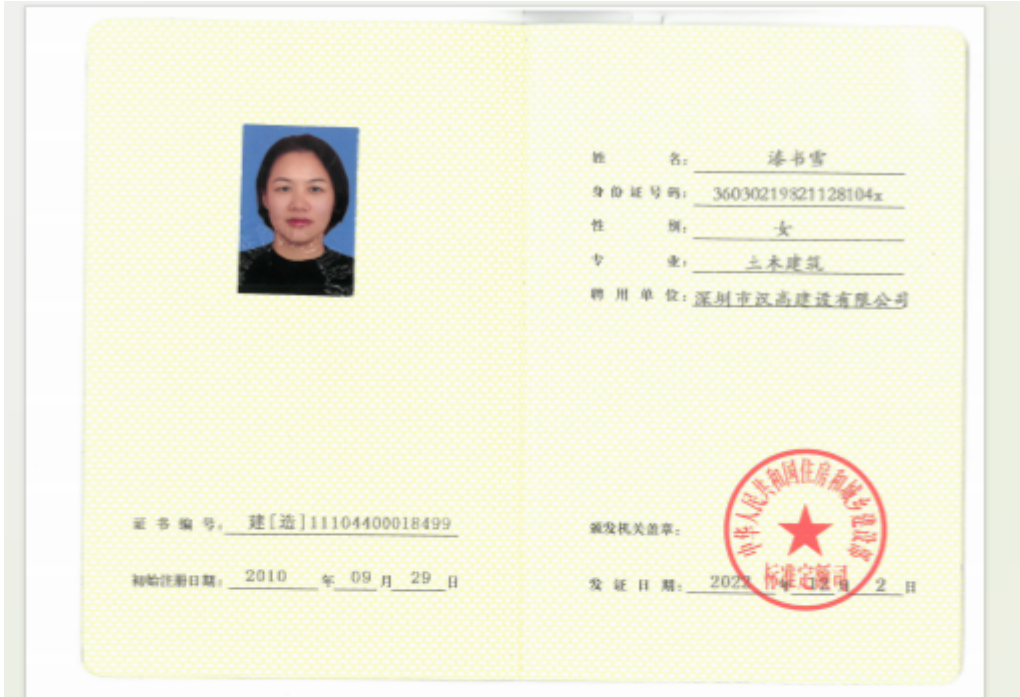 证书编号: 建[造]11104400018499
初始注册日期: 2010 年 09 月 29 日
姓名: 漆书雪
身份证号码: 36030219821128104x
性别: 女
专业: 土木建筑
聘用单位: 深圳市汉高建设有限公司
颁发机关盖章:
中华人民共和国住房和城乡建设部
标准定额司
发证日期: 2022 年 12 月 2 日